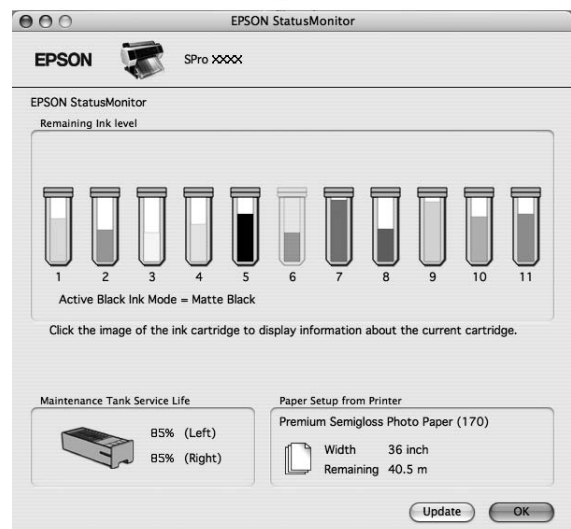 EPSON StatusMonitor
EPSON
SPro XXXX
EPSON StatusMonitor
Remaining Ink level
1 2 3 4 5 6 7 8 9 10 11
Active Black Ink Mode = Matte Black
Click the image of the ink cartridge to display information about the current cartridge.
Maintenance Tank Service Life
85% (Left)
85% (Right)
Paper Setup from Printer
Premium Semigloss Photo Paper (170)
Width 36 inch
Remaining 40.5 m
Update OK